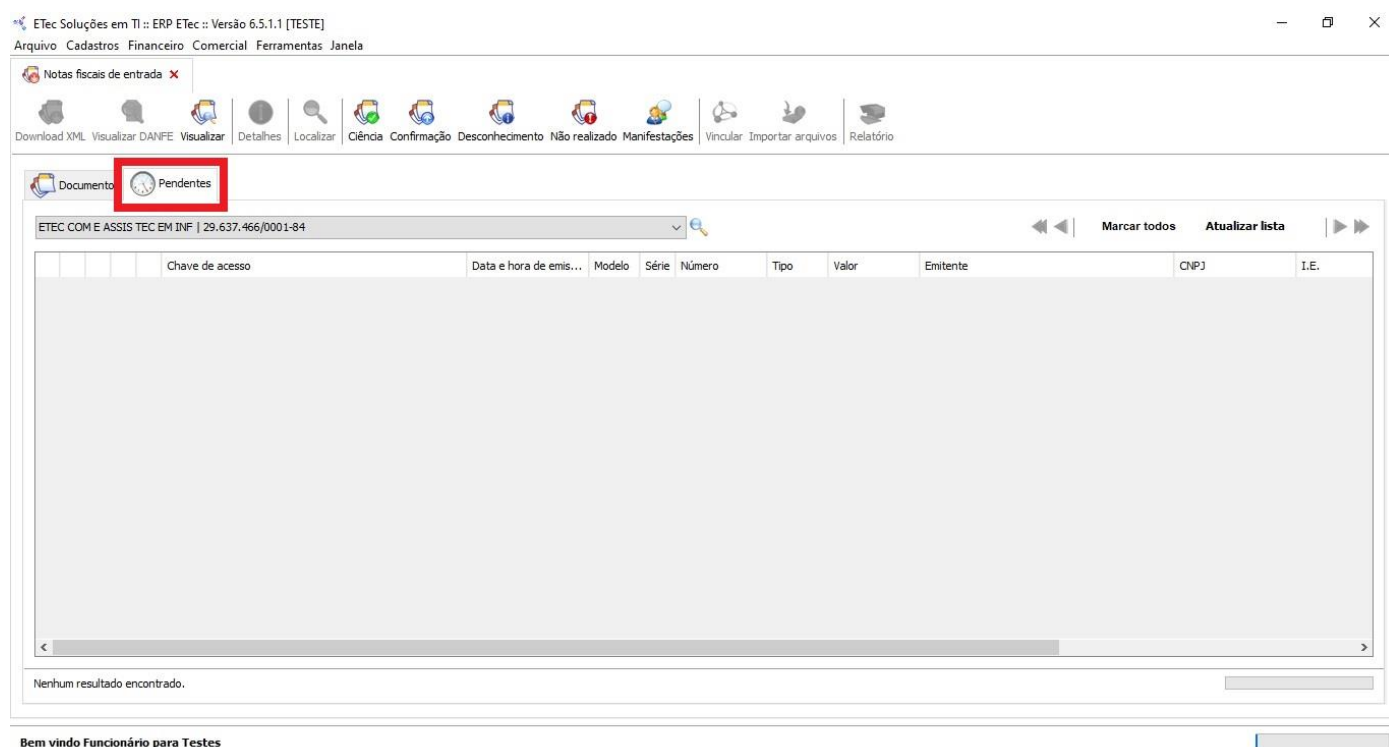 ETec Soluções em TI :: ERP ETec :: Versão 6.5.1.1 [TESTE]
Arquivo Cadastros Financeiro Comercial Ferramentas Janela
Notas fiscais de entrada
Download XML Visualizar DANFE Visualizar Detalhes Localizar Ciência Confirmação Desconhecimento Não realizado Manifestações Vincular Importar arquivos Relatório
Documento Pendentes
ETEC COM E ASSIS TEC EM INF | 29.637.466/0001-84 Marcar todos Atualizar lista
Chave de acesso Data e hora de emis... Modelo Série Número Tipo Valor Emitente CNPJ I.E.
Nenhum resultado encontrado.
Bem vindo Funcionário para Testes